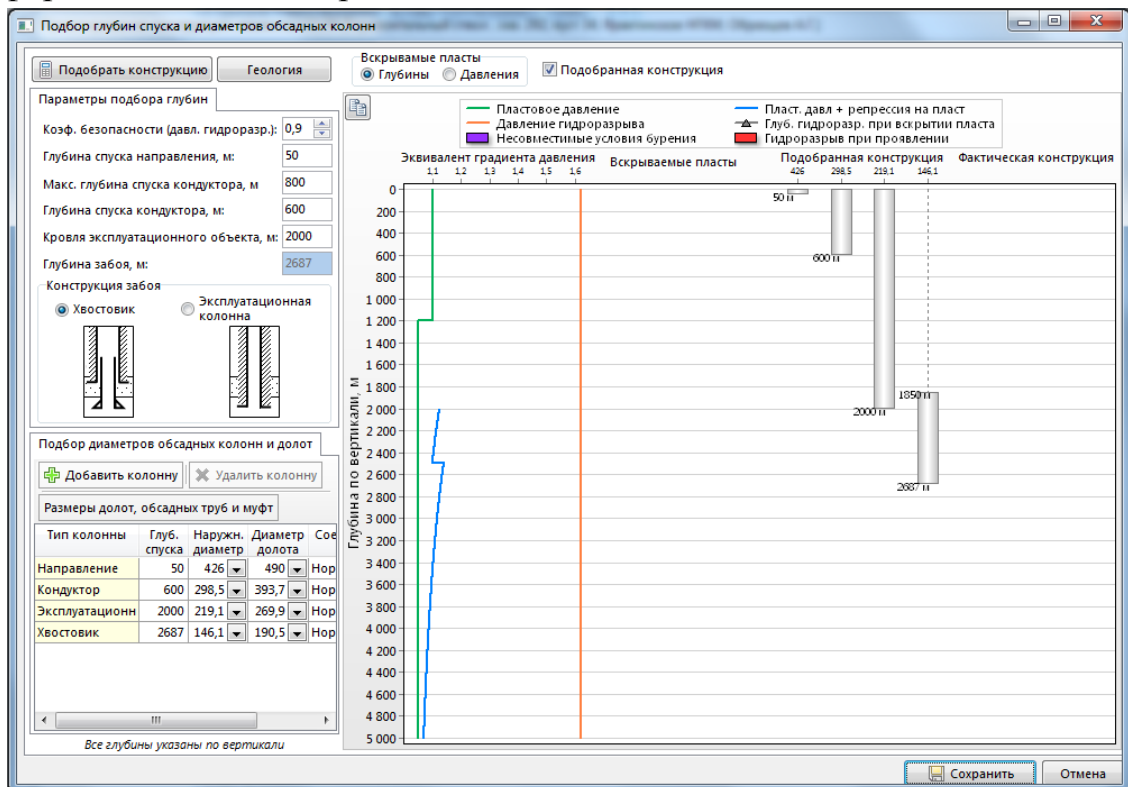 Подбор глубин спуска и диаметров обсадных колонн
Подобрать конструкцию
Геология
Вскрываемые пласты
Глубины
Давления
Подобранная конструкция
Параметры подбора глубин
Коэф. безопасности (давл. гидроразр.): 0,9
Глубина спуска направления, м: 50
Макс. глубина спуска кондуктора, м 800
Глубина спуска кондуктора, м: 600
Кровля эксплуатационного объекта, м: 2000
Глубина забоя, м: 2687
Конструкция забоя
Хвостовик
Эксплуатационная
колонна
Подбор диаметров обсадных колонн и долот
Добавить колонну
Удалить колонну
Размеры долот, обсадных труб и муфт
Тип колонны Глуб. Наружн. Диаметр Сое
спуска диаметр долота
Направление 50 426 490 Нор
Кондуктор 600 298,5 393,7 Нор
Эксплуатационн 2000 219,1 269,9 Нор
Хвостовик 2687 146,1 190,5 Нор
Все глубины указаны по вертикали
Пластовое давление
Давление гидроразрыва
Несовместимые условия бурения
Пласт. давл + репрессия на пласт
Глуб. гидроразр. при вскрытии пласта
Гидроразрыв при проявлении
Эквивалент градиента давления
Вскрываемые пласты
Подобранная конструкция
Фактическая конструкция
1,1 1,2 1,3 1,4 1,5 1,6
426 298,5 219,1 146,1
Глубина по вертикали, м
0
200
400
600
800
1 000
1 200
1 400
1 600
1 800
2 000
2 200
2 400
2 600
2 800
3 000
3 200
3 400
3 600
3 800
4 000
4 200
4 400
4 600
4 800
5 000
50 м
600 м
1850 м
2000 м
2687 м
Сохранить
Отмена